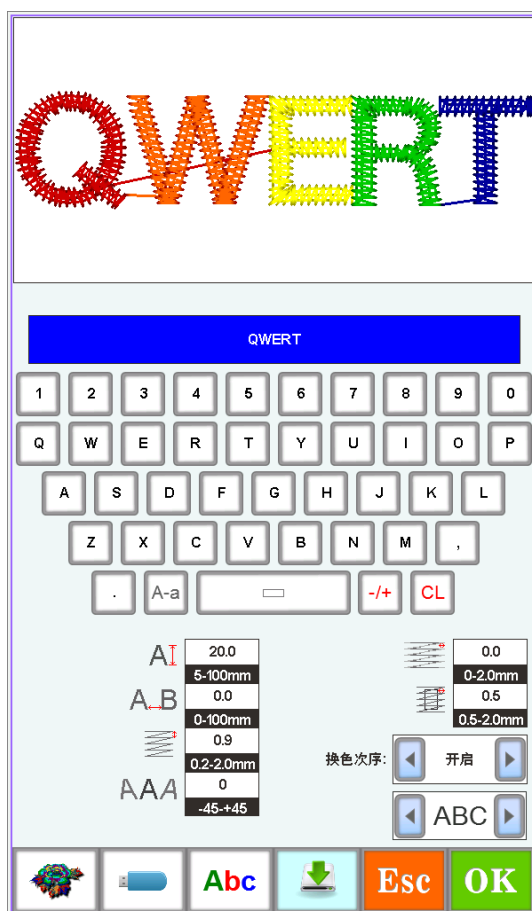 QWERT
QWERT
1 2 3 4 5 6 7 8 9 0
Q W E R T Y U I O P
A S D F G H J K L
Z X C V B N M ,
. A-a -/+ CL
A 20.0
5-100mm
A B 0.0
0-100mm
0.9
0.2-2.0mm
AAA 0
-45-+45
0.0
0-2.0mm
0.5
0.5-2.0mm
换色次序: 开启
ABC
Abc Esc OK